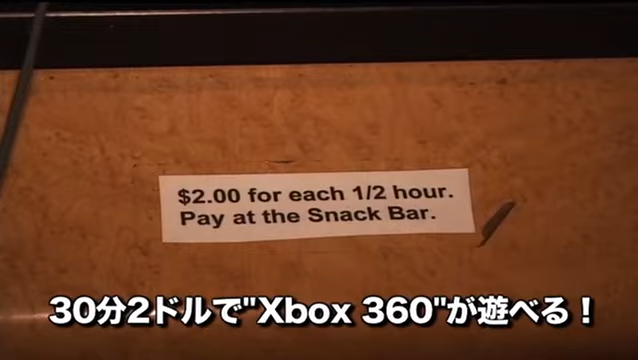 $2.00 for each 1/2 hour.
Pay at the Snack Bar.
30分2ドルで"Xbox 360"が遊べる！